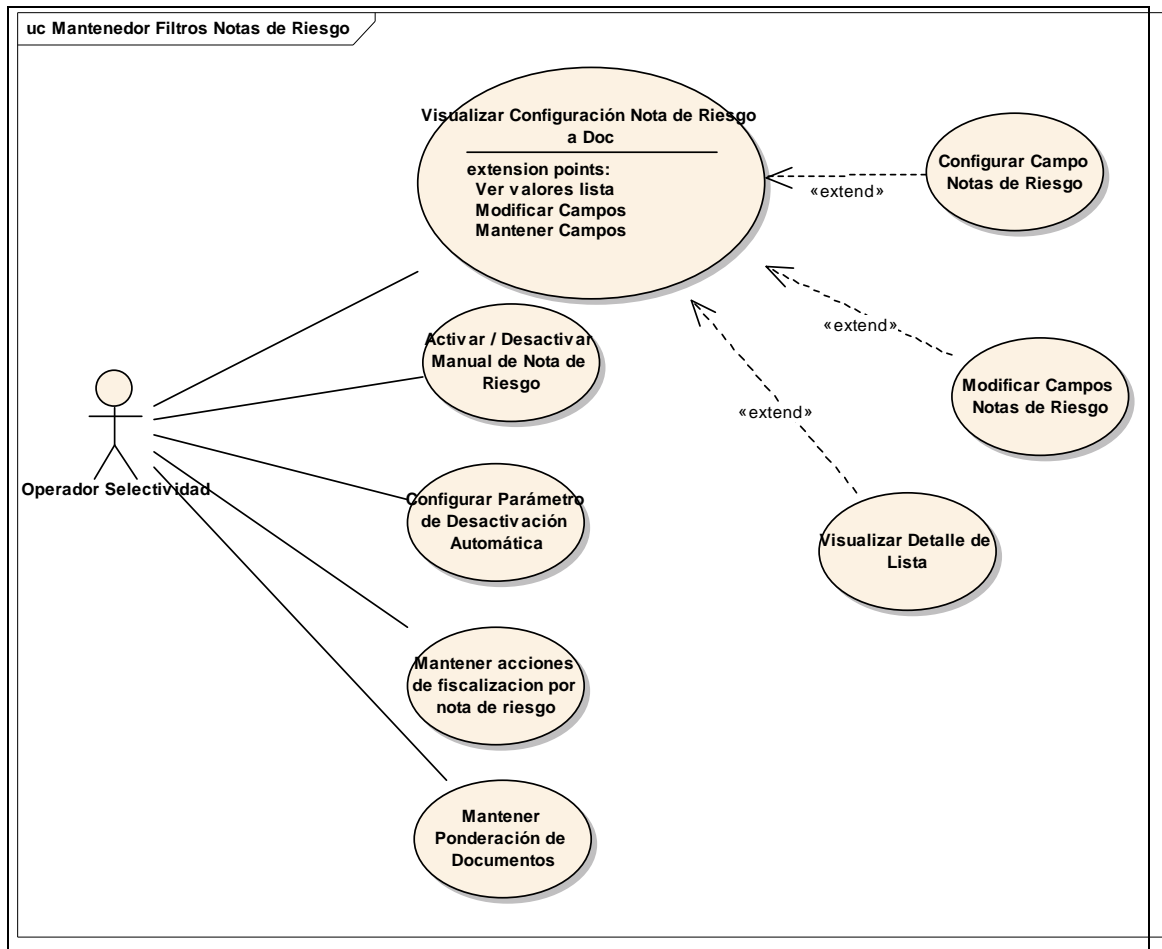 uc Mantenedor Filtros Notas de Riesgo
Visualizar Configuración Nota de Riesgo
a Doc
extension points:
Ver valores lista
Modificar Campos
Mantener Campos
Configurar Campo
Notas de Riesgo
«extend»
Activar / Desactivar
Manual de Nota de
Riesgo
«extend»
Modificar Campos
Notas de Riesgo
«extend»
Operador Selectividad
Configurar Parámetro
de Desactivación
Automática
Visualizar Detalle de
Lista
Mantener acciones
de fiscalizacion por
nota de riesgo
Mantener
Ponderación de
Documentos